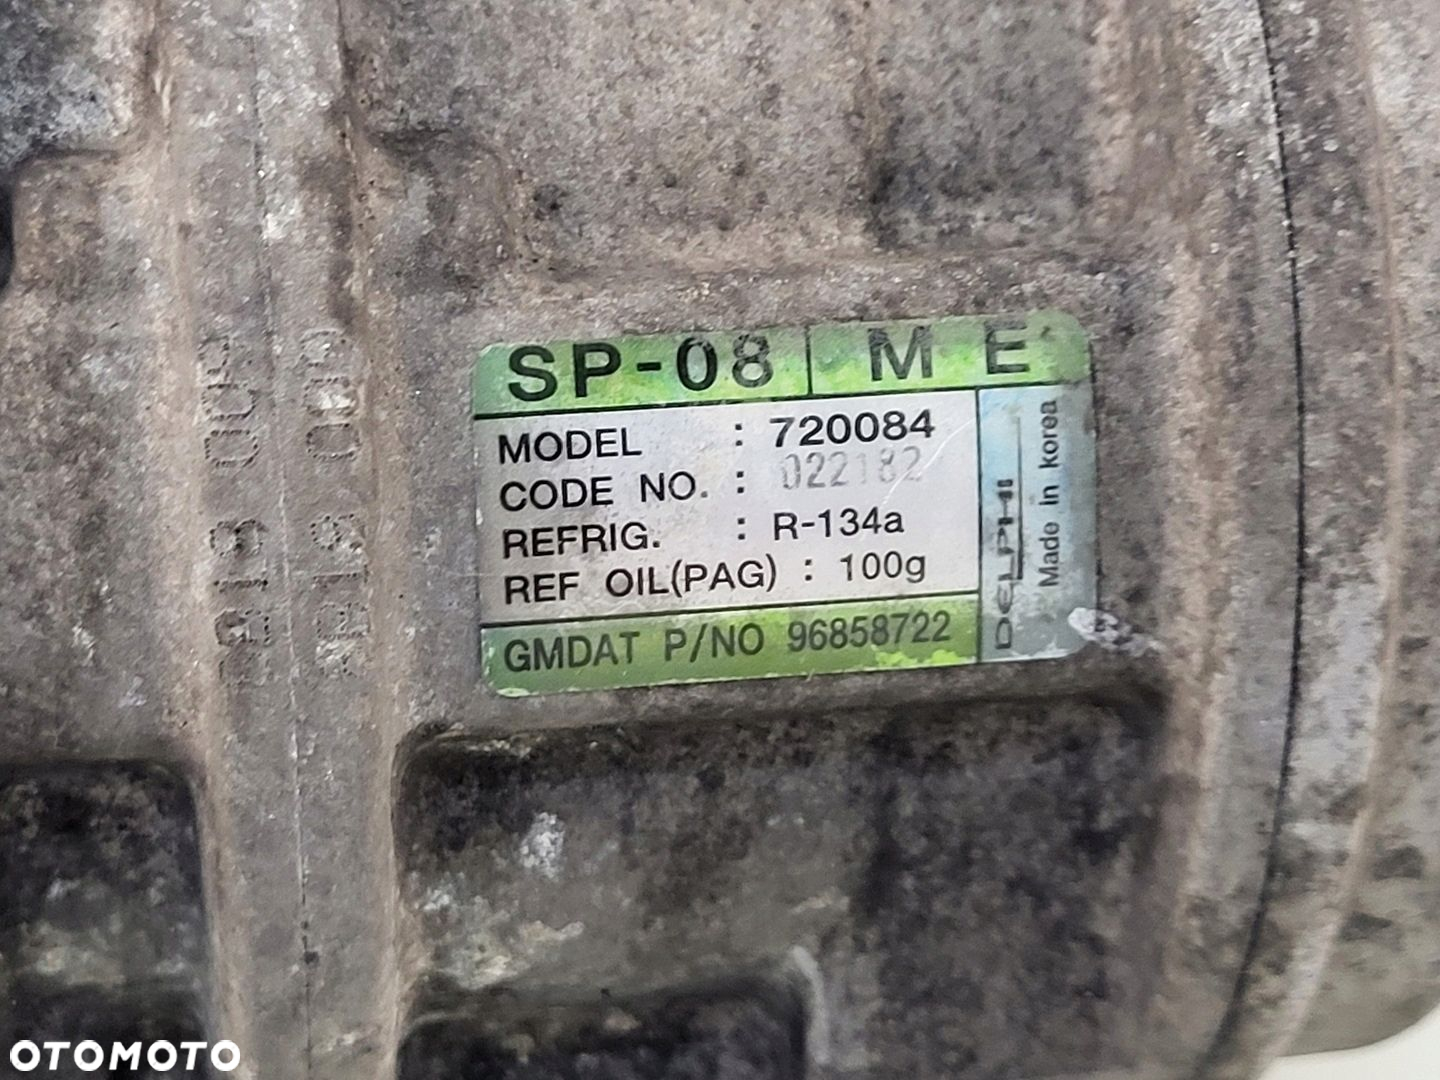 SP-08 M E
MODEL : 720084
CODE NO. : 022182
REFRIG. : R-134a
REF OIL(PAG) : 100g
GMDAT P/NO 96858722
DELPHI
Made in korea
OTOMOTO